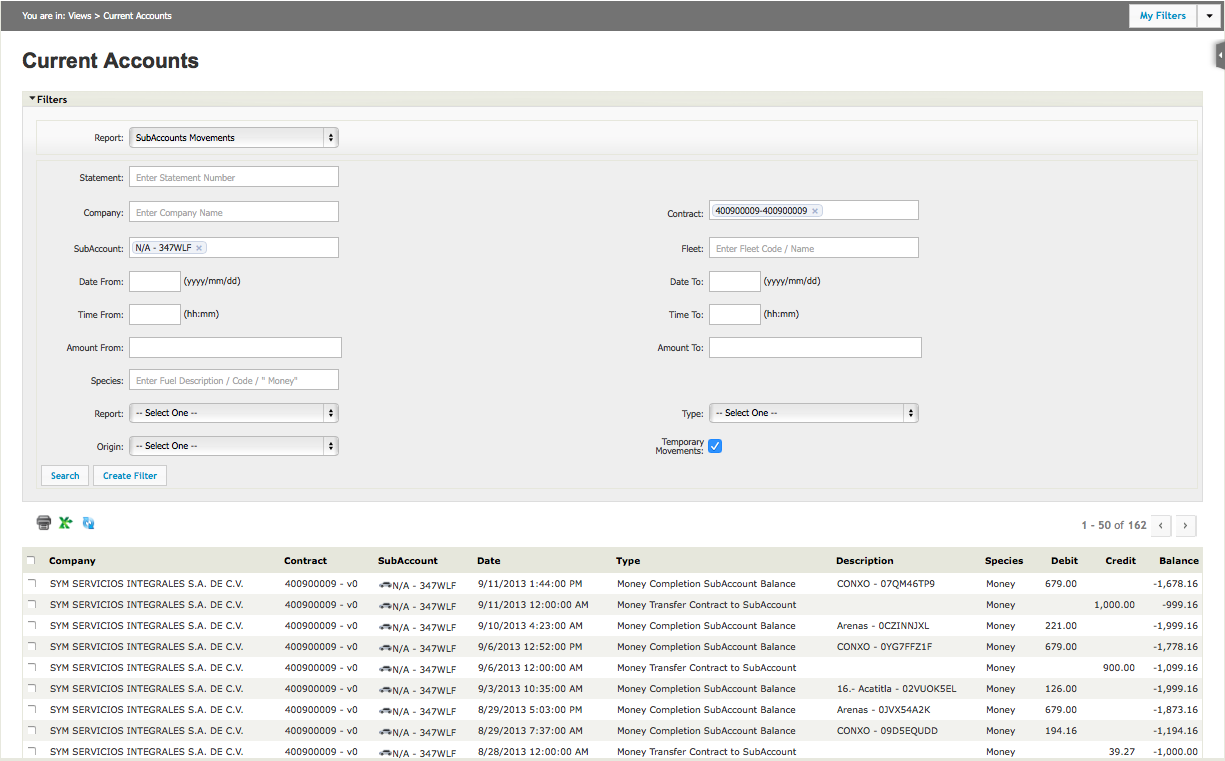 You are in: Views > Current Accounts
My Filters
Current Accounts
Filters
Report: SubAccounts Movements
Statement: Enter Statement Number
Company: Enter Company Name
Contract: 400900009-400900009 ×
SubAccount: N/A - 347WLF ×
Fleet: Enter Fleet Code / Name
Date From: (yyyy/mm/dd)
Date To: (yyyy/mm/dd)
Time From: (hh:mm)
Time To: (hh:mm)
Amount From:
Amount To:
Species: Enter Fuel Description / Code / " Money"
Report: -- Select One --
Type: -- Select One --
Origin: -- Select One --
Temporary
Movements:
Search Create Filter
1 - 50 of 162 ‹ ›
Company Contract SubAccount Date Type Description Species Debit Credit Balance
SYM SERVICIOS INTEGRALES S.A. DE C.V. 400900009 - v0 N/A - 347WLF 9/11/2013 1:44:00 PM Money Completion SubAccount Balance CONXO - 07QM46TP9 Money 679.00 -1,678.16
SYM SERVICIOS INTEGRALES S.A. DE C.V. 400900009 - v0 N/A - 347WLF 9/11/2013 12:00:00 AM Money Transfer Contract to SubAccount Money 1,000.00 -999.16
SYM SERVICIOS INTEGRALES S.A. DE C.V. 400900009 - v0 N/A - 347WLF 9/10/2013 4:23:00 AM Money Completion SubAccount Balance Arenas - 0CZINNJXL Money 221.00 -1,999.16
SYM SERVICIOS INTEGRALES S.A. DE C.V. 400900009 - v0 N/A - 347WLF 9/6/2013 12:52:00 PM Money Completion SubAccount Balance CONXO - 0YG7FFZ1F Money 679.00 -1,778.16
SYM SERVICIOS INTEGRALES S.A. DE C.V. 400900009 - v0 N/A - 347WLF 9/6/2013 12:00:00 AM Money Transfer Contract to SubAccount Money 900.00 -1,099.16
SYM SERVICIOS INTEGRALES S.A. DE C.V. 400900009 - v0 N/A - 347WLF 9/3/2013 10:35:00 AM Money Completion SubAccount Balance 16.- Acatitla - 02VUOK5EL Money 126.00 -1,999.16
SYM SERVICIOS INTEGRALES S.A. DE C.V. 400900009 - v0 N/A - 347WLF 8/29/2013 5:03:00 PM Money Completion SubAccount Balance Arenas - 0JVX54A2K Money 679.00 -1,873.16
SYM SERVICIOS INTEGRALES S.A. DE C.V. 400900009 - v0 N/A - 347WLF 8/29/2013 7:37:00 AM Money Completion SubAccount Balance CONXO - 09D5EQUDD Money 194.16 -1,194.16
SYM SERVICIOS INTEGRALES S.A. DE C.V. 400900009 - v0 N/A - 347WLF 8/28/2013 12:00:00 AM Money Transfer Contract to SubAccount Money 39.27 -1,000.00